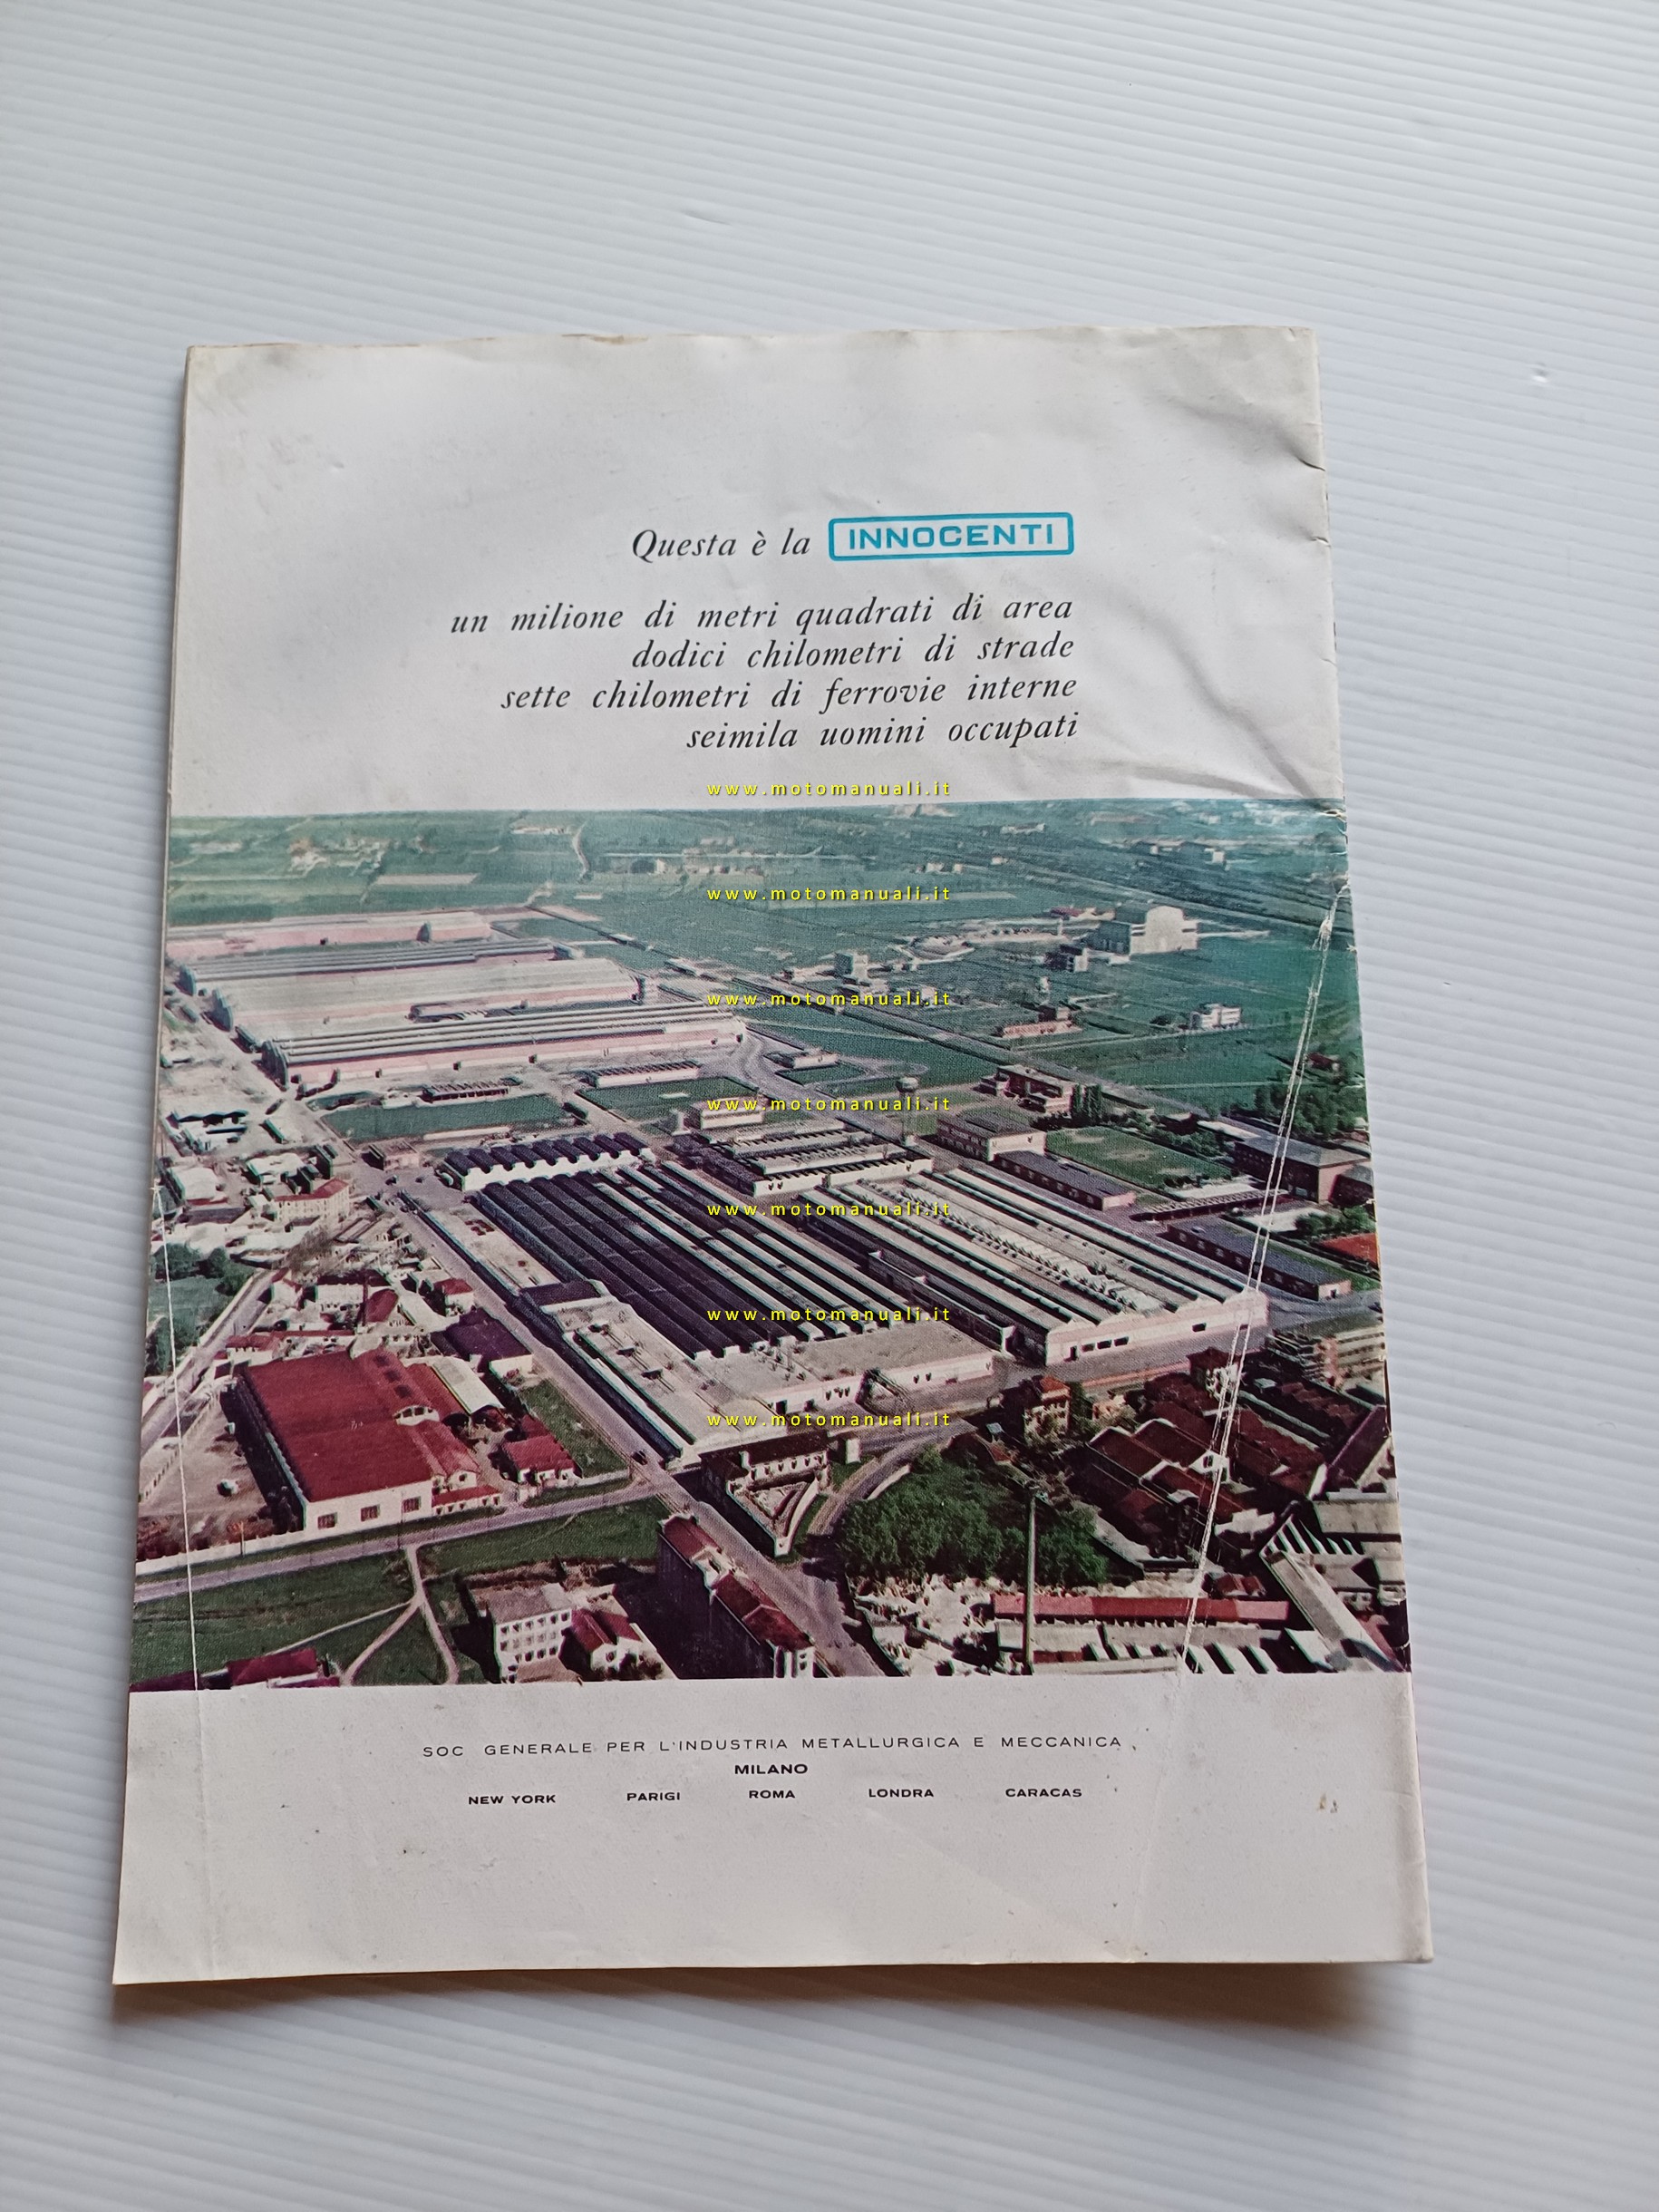 Questa è la INNOCENTI
un milione di metri quadrati di area
dodici chilometri di strade
sette chilometri di ferrovie interne
seimila uomini occupati
www.motomanuali.it
www.motomanuali.it
www.motomanuali.it
www.motomanuali.it
www.motomanuali.it
www.motomanuali.it
www.motomanuali.it
SOC GENERALE PER L'INDUSTRIA METALLURGICA E MECCANICA
MILANO
NEW YORK PARIGI ROMA LONDRA CARACAS